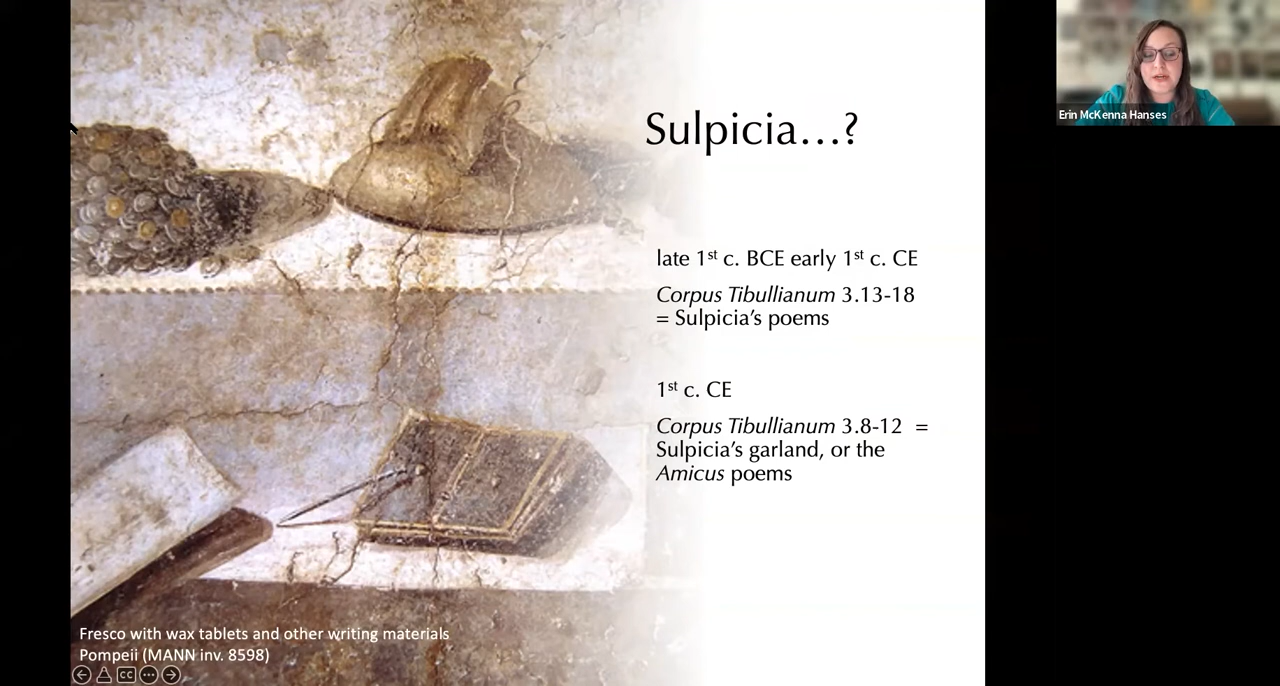 Sulpicia...?
late 1st c. BCE early 1st c. CE
Corpus Tibullianum 3.13-18
= Sulpicia's poems
1st c. CE
Corpus Tibullianum 3.8-12 =
Sulpicia's garland, or the
Amicus poems
Fresco with wax tablets and other writing materials
Pompeii (MANN inv. 8598)
CC
Erin McKenna Hanses